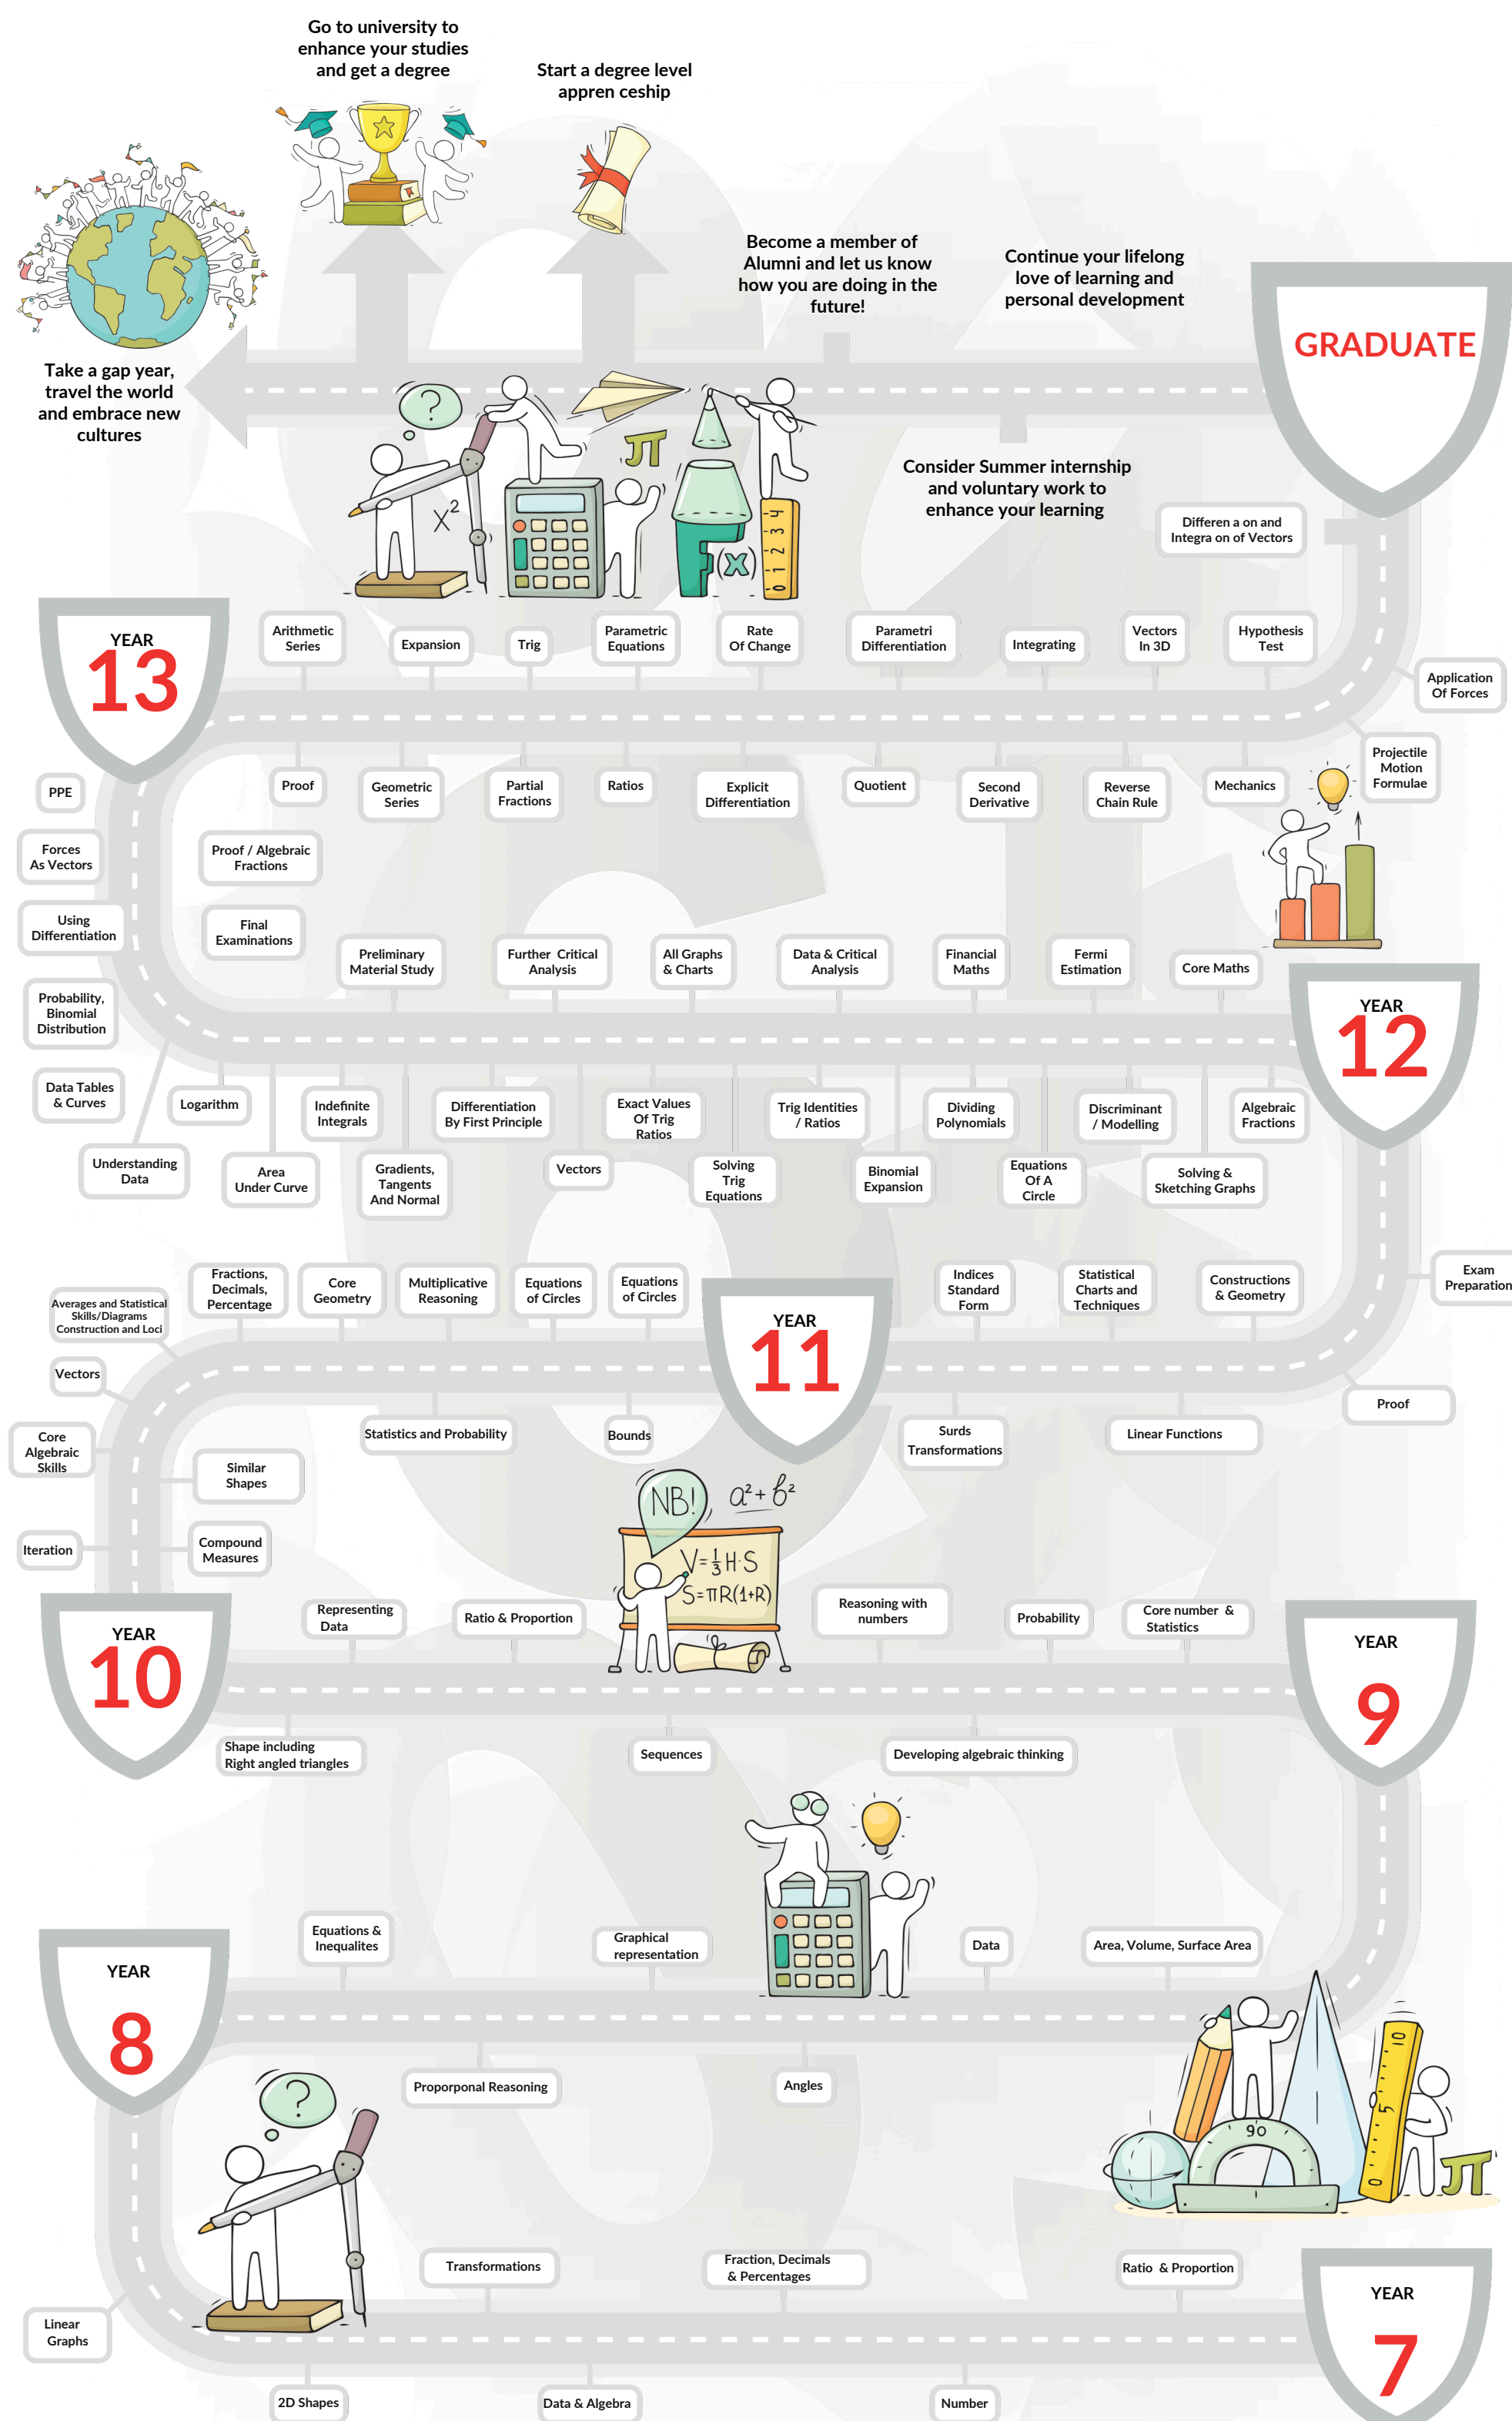 Go to university to
enhance your studies
and get a degree
Start a degree level
appren ceship
Become a member of
Alumni and let us know
how you are doing in the
future!
Continue your lifelong
love of learning and
personal development
GRADUATE
Take a gap year,
travel the world
and embrace new
cultures
?
X²
π
F(x)
0 1 2 3 4
Consider Summer internship
and voluntary work to
enhance your learning
Differen a on and
Integra on of Vectors
YEAR
13
Arithmetic
Series
Expansion
Trig
Parametric
Equations
Rate
Of Change
Parametri
Differentiation
Integrating
Vectors
In 3D
Hypothesis
Test
Application
Of Forces
Projectile
Motion
Formulae
PPE
Proof
Geometric
Series
Partial
Fractions
Ratios
Explicit
Differentiation
Quotient
Second
Derivative
Reverse
Chain Rule
Mechanics
Forces
As Vectors
Proof / Algebraic
Fractions
Using
Differentiation
Final
Examinations
Preliminary
Material Study
Further Critical
Analysis
All Graphs
& Charts
Data & Critical
Analysis
Financial
Maths
Fermi
Estimation
Core Maths
YEAR
12
Probability,
Binomial
Distribution
Data Tables
& Curves
Logarithm
Indefinite
Integrals
Differentiation
By First Principle
Exact Values
Of Trig
Ratios
Trig Identities
/ Ratios
Dividing
Polynomials
Discriminant
/ Modelling
Algebraic
Fractions
Understanding
Data
Area
Under Curve
Gradients,
Tangents
And Normal
Vectors
Solving
Trig
Equations
Binomial
Expansion
Equations
Of A
Circle
Solving &
Sketching Graphs
Averages and Statistical
Skills/Diagrams
Construction and Loci
Fractions,
Decimals,
Percentage
Core
Geometry
Multiplicative
Reasoning
Equations
of Circles
Equations
of Circles
YEAR
11
Indices
Standard
Form
Statistical
Charts and
Techniques
Constructions
& Geometry
Exam
Preparation
Vectors
Proof
Core
Algebraic
Skills
Statistics and Probability
Bounds
Surds
Transformations
Linear Functions
Similar
Shapes
NB!
a²+b²
V=⅓H·S
S=πR(1+R)
Iteration
Compound
Measures
YEAR
10
Representing
Data
Ratio & Proportion
Reasoning with
numbers
Probability
Core number &
Statistics
YEAR
9
Shape including
Right angled triangles
Sequences
Developing algebraic thinking
YEAR
8
Equations &
Inequalites
Graphical
representation
Data
Area, Volume, Surface Area
Proporponal Reasoning
Angles
?
90
0 5 10
π
Transformations
Fraction, Decimals
& Percentages
Ratio & Proportion
YEAR
7
Linear
Graphs
2D Shapes
Data & Algebra
Number